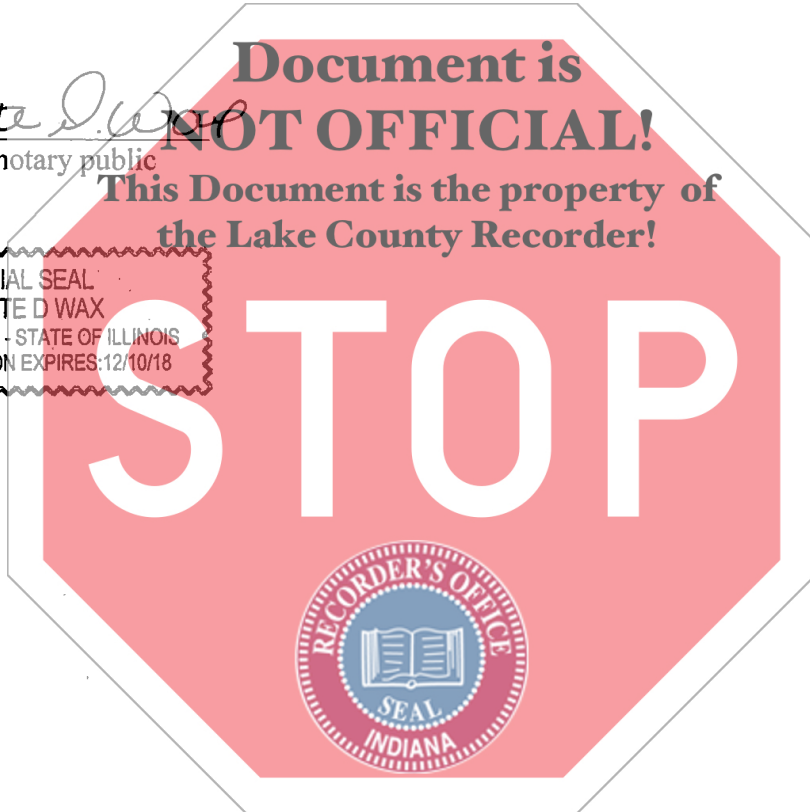 Document is
NOT OFFICIAL!
notary public
This Document is the property of
the Lake County Recorder!
IAL SEAL
TE D WAX
- STATE OF ILLINOIS
ON EXPIRES:12/10/18
STOP
RECORDER'S OFFICE
SEAL
INDIANA